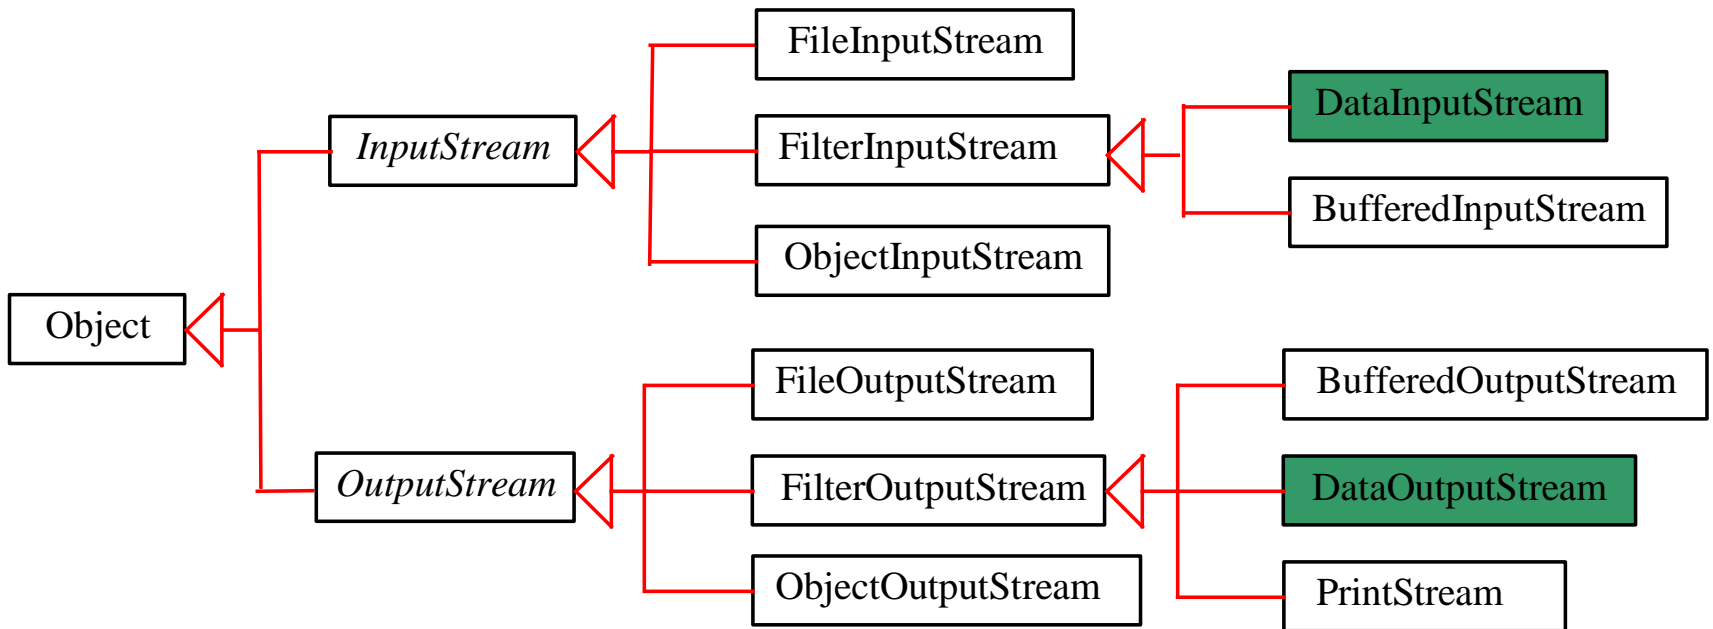 FileInputStream
DataInputStream
InputStream
FilterInputStream
BufferedInputStream
ObjectInputStream
Object
FileOutputStream
BufferedOutputStream
OutputStream
FilterOutputStream
DataOutputStream
ObjectOutputStream
PrintStream